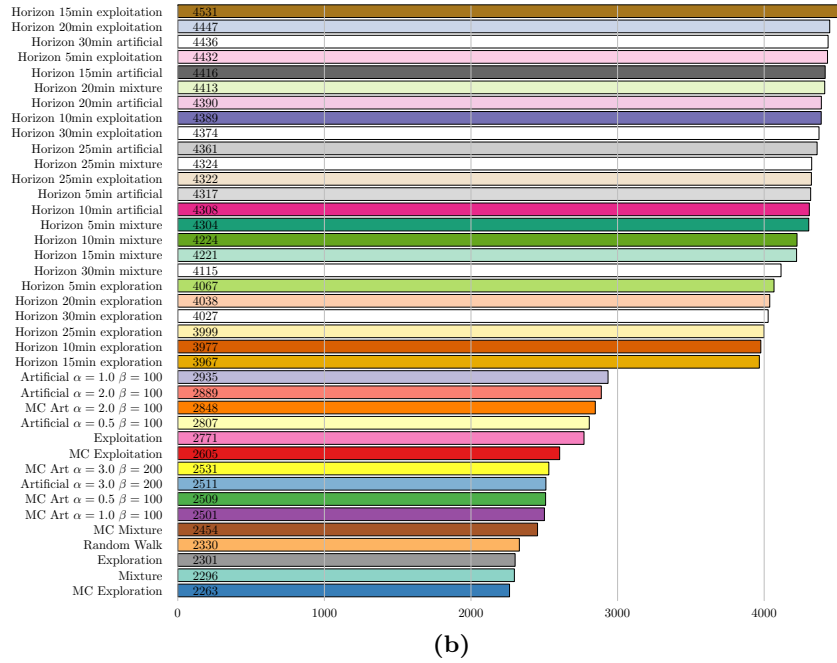 Horizon 15min exploitation 4531
Horizon 20min exploitation 4447
Horizon 30min artificial 4436
Horizon 5min exploitation 4432
Horizon 15min artificial 4416
Horizon 20min mixture 4413
Horizon 20min artificial 4390
Horizon 10min exploitation 4389
Horizon 30min exploitation 4374
Horizon 25min artificial 4361
Horizon 25min mixture 4324
Horizon 25min exploitation 4322
Horizon 5min artificial 4317
Horizon 10min artificial 4308
Horizon 5min mixture 4304
Horizon 10min mixture 4224
Horizon 15min mixture 4221
Horizon 30min mixture 4115
Horizon 5min exploration 4067
Horizon 20min exploration 4038
Horizon 30min exploration 4027
Horizon 25min exploration 3999
Horizon 10min exploration 3977
Horizon 15min exploration 3967
Artificial α = 1.0 β = 100 2935
Artificial α = 2.0 β = 100 2889
MC Art α = 2.0 β = 100 2848
Artificial α = 0.5 β = 100 2807
Exploitation 2771
MC Exploitation 2605
MC Art α = 3.0 β = 200 2531
Artificial α = 3.0 β = 200 2511
MC Art α = 0.5 β = 100 2509
MC Art α = 1.0 β = 100 2501
MC Mixture 2454
Random Walk 2330
Exploration 2301
Mixture 2296
MC Exploration 2263
0 1000 2000 3000 4000
(b)